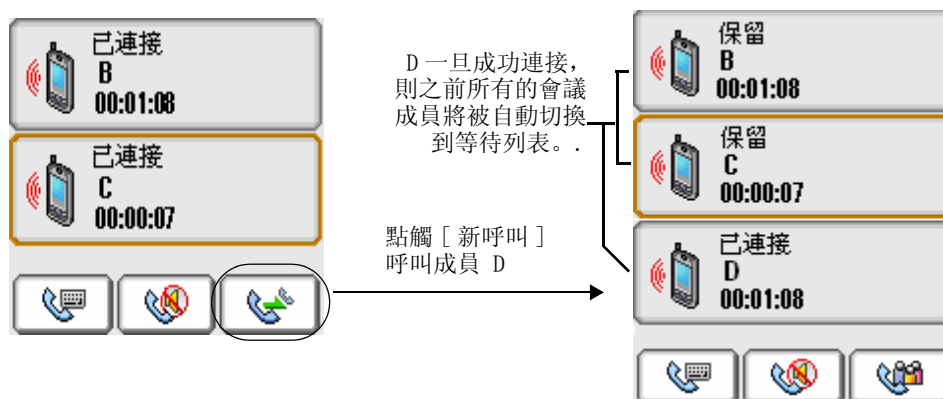 已連接
B
00:01:08
已連接
C
00:00:07
D 一旦成功連接，
則之前所有的會議
成員將被自動切換
到等待列表。.
點觸 [ 新呼叫 ]
呼叫成員 D
保留
B
00:01:08
保留
C
00:00:07
已連接
D
00:01:08